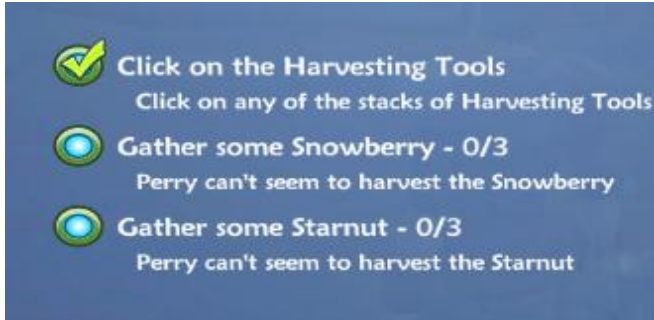 Click on the Harvesting Tools
Click on any of the stacks of Harvesting Tools
Gather some Snowberry - 0/3
Perry can't seem to harvest the Snowberry
Gather some Starnut - 0/3
Perry can't seem to harvest the Starnut